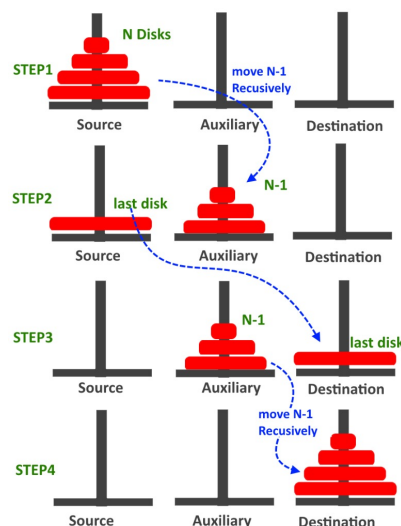 N Disks
STEP1
move N-1
Recusively
Source
Auxiliary
Destination
STEP2
last disk
N-1
Source
Auxiliary
Destination
STEP3
N-1
last disk
Source
Auxiliary
Destination
move N-1
Recusively
STEP4
Source
Auxiliary
Destination